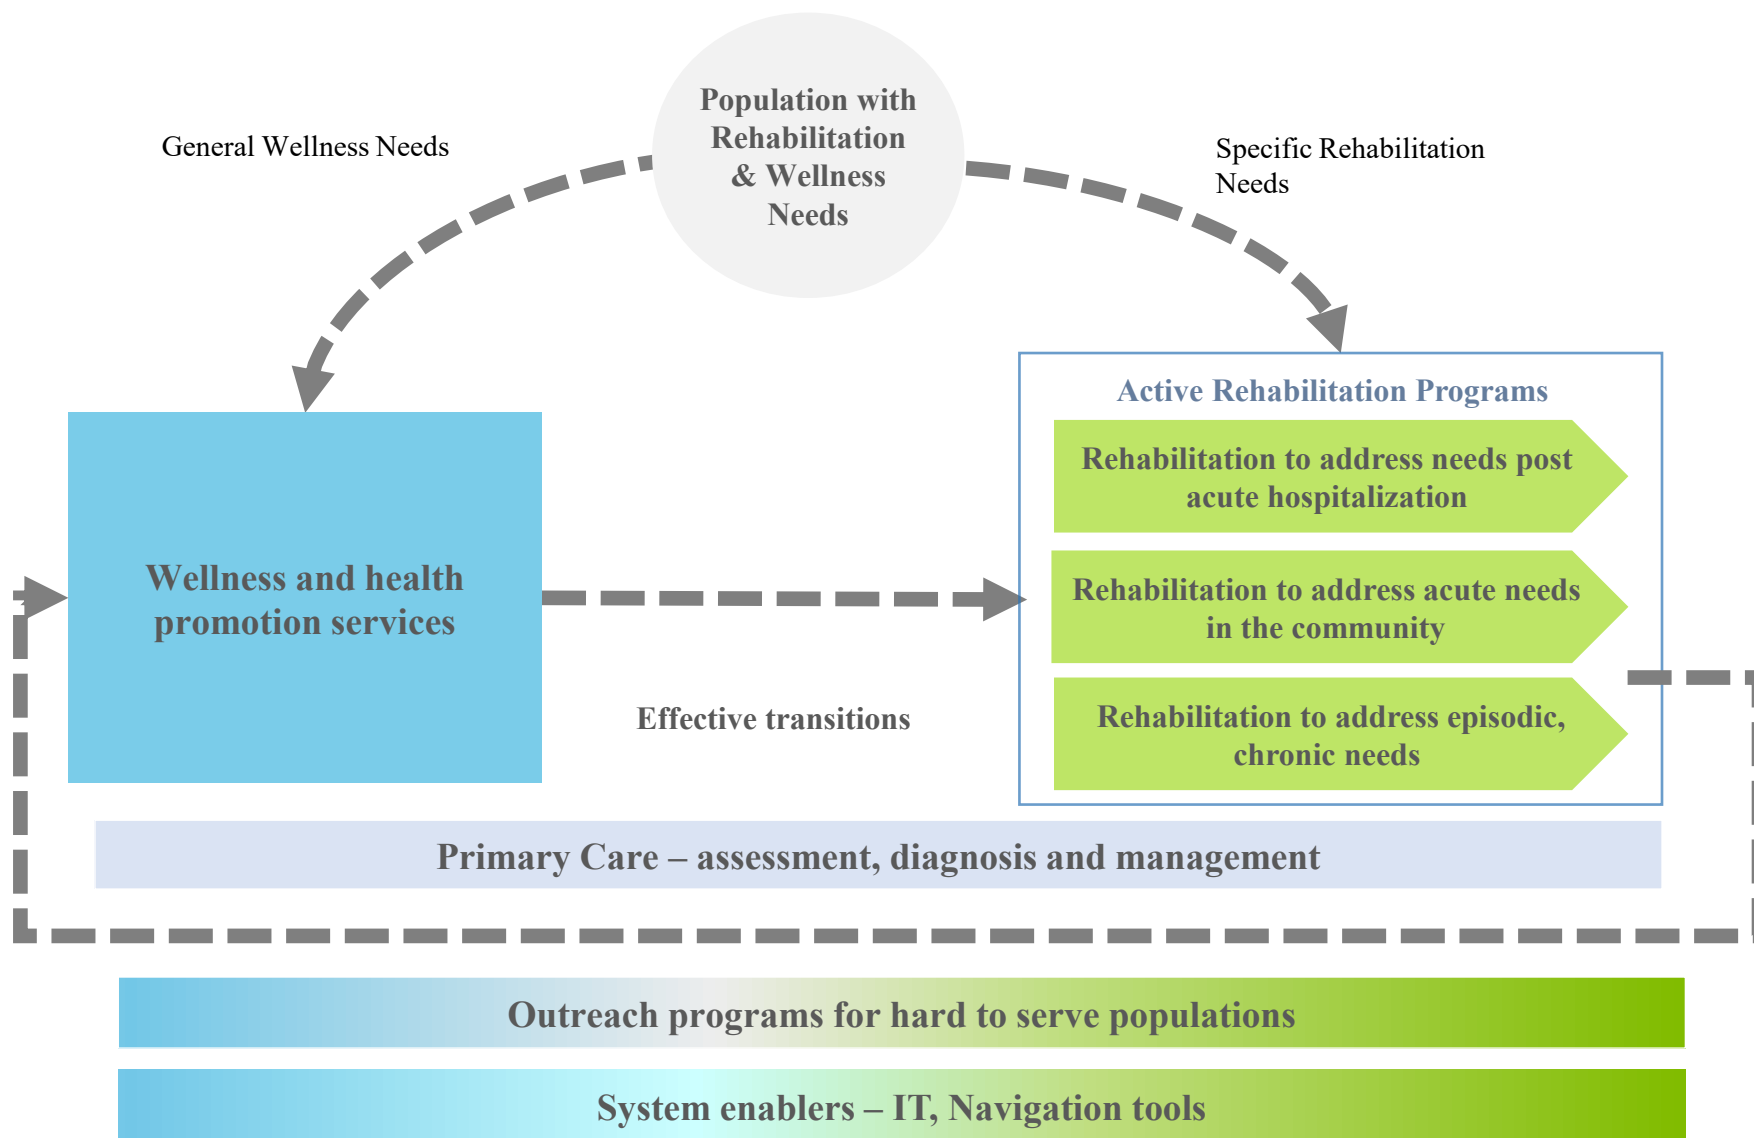 Population with
Rehabilitation
& Wellness
Needs
General Wellness Needs
Specific Rehabilitation
Needs
Active Rehabilitation Programs
Rehabilitation to address needs post
acute hospitalization
Wellness and health
promotion services
Rehabilitation to address acute needs
in the community
Effective transitions
Rehabilitation to address episodic,
chronic needs
Primary Care – assessment, diagnosis and management
Outreach programs for hard to serve populations
System enablers – IT, Navigation tools